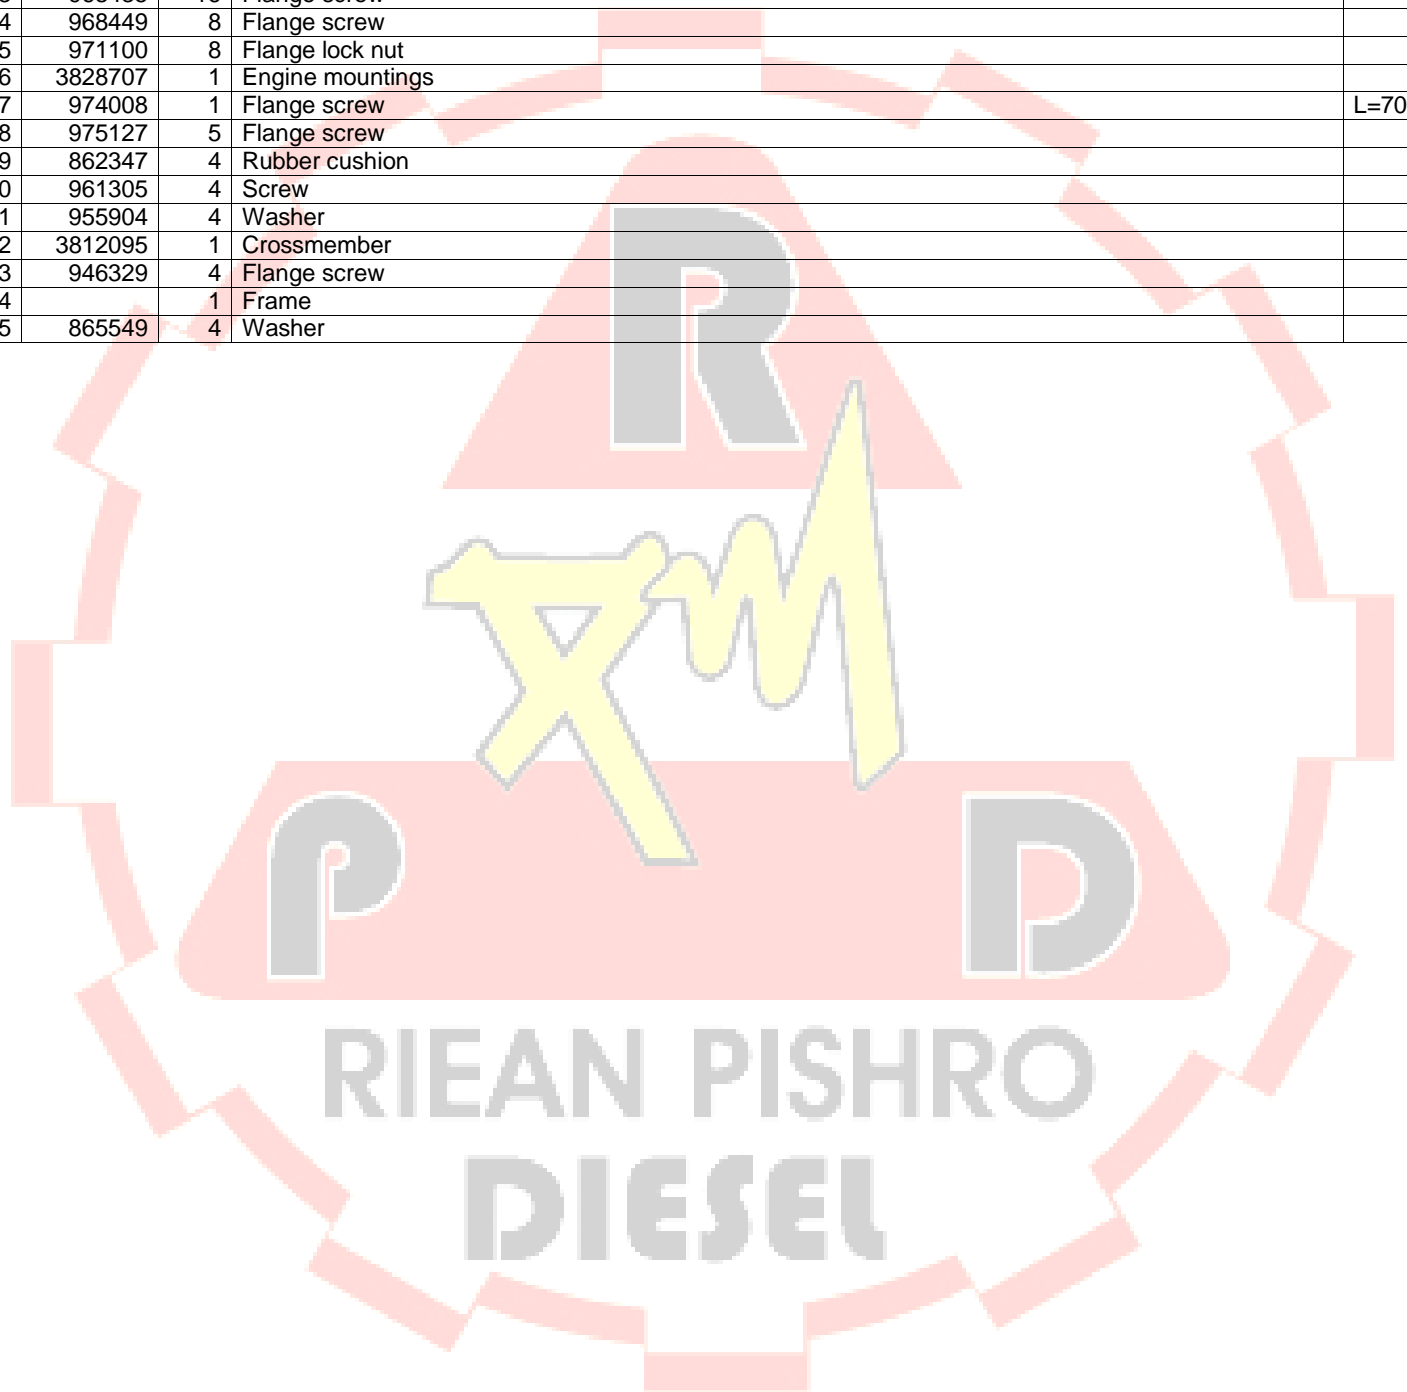 4 968449 8 Flange screw
5 971100 8 Flange lock nut
6 3828707 1 Engine mountings
7 974008 1 Flange screw L=70
8 975127 5 Flange screw
9 862347 4 Rubber cushion
0 961305 4 Screw
1 955904 4 Washer
2 3812095 1 Crossmember
3 946329 4 Flange screw
4 1 Frame
5 865549 4 Washer
R
P D
RIEAN PISHRO
DIESEL